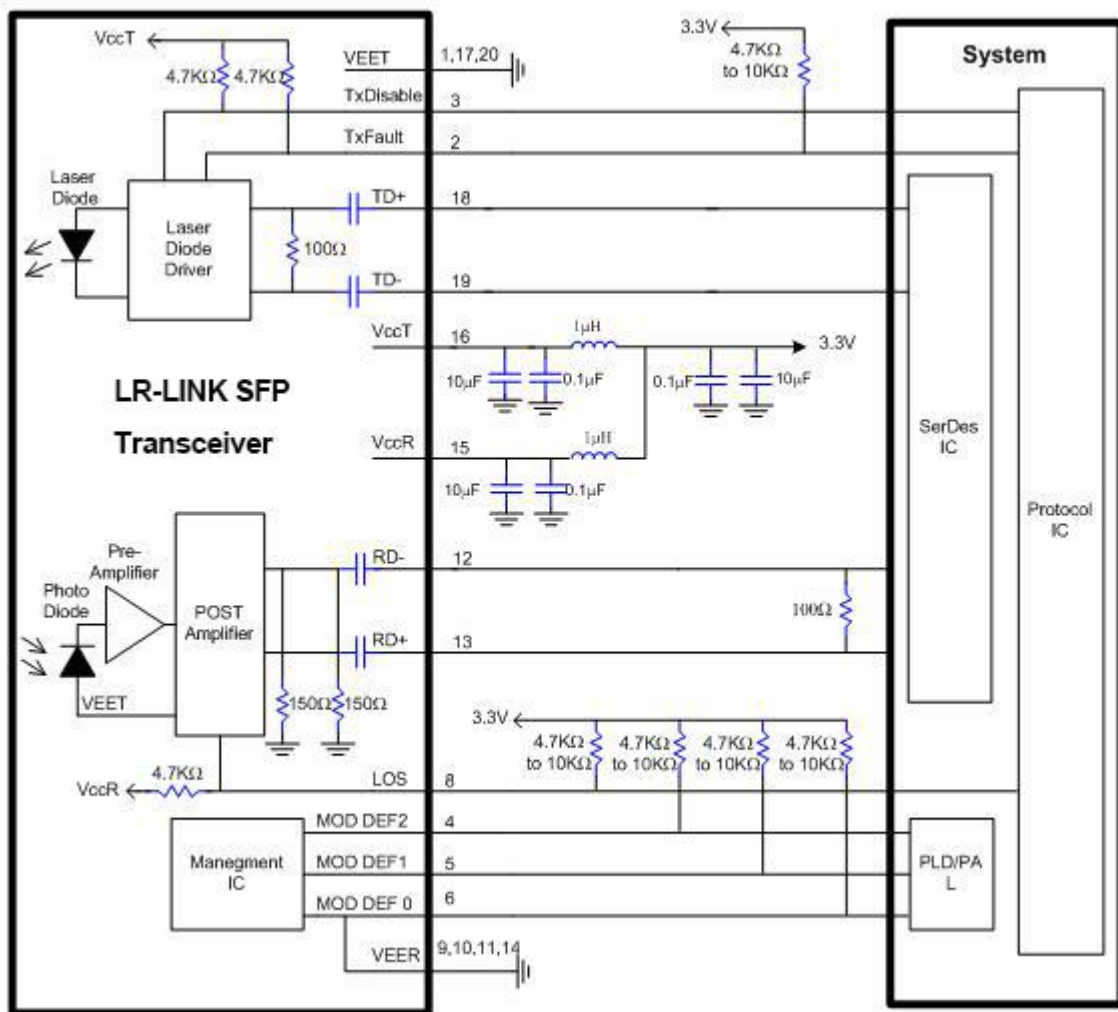 VccT
4.7KΩ
4.7KΩ
VEET
1,17,20
3.3V
4.7KΩ
to 10KΩ
System
TxDisable
3
TxFault
2
Laser
Diode
Laser
Diode
Driver
100Ω
TD+
18
TD-
19
VccT
16
1μH
3.3V
10μF
0.1μF
0.1μF
10μF
LR-LINK SFP
Transceiver
VccR
15
1μH
10μF
0.1μF
SerDes
IC
Protocol
IC
Pre-
Amplifier
Photo
Diode
POST
Amplifier
VEET
RD-
12
RD+
13
100Ω
150Ω
150Ω
3.3V
4.7KΩ
to 10KΩ
4.7KΩ
to 10KΩ
4.7KΩ
to 10KΩ
4.7KΩ
to 10KΩ
VccR
4.7KΩ
LOS
8
Manegment
IC
MOD DEF2
4
MOD DEF1
5
MOD DEF 0
6
PLD/PA
L
VEER
9,10,11,14